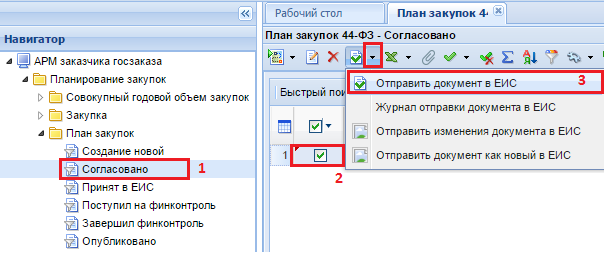 Навигатор
АРМ заказчика госзаказа
Планирование закупок
Совокупный годовой объем закупок
Закупка
План закупок
Создание новой
Согласовано
1
Принят в ЕИС
Поступил на финконтроль
Завершил финконтроль
Опубликовано
Рабочий стол
План закупок 44
План закупок 44-ФЗ - Согласовано
Быстрый пои
1
2
Отправить документ в ЕИС
3
Журнал отправки документа в ЕИС
Отправить изменения документа в ЕИС
Отправить документ как новый в ЕИС